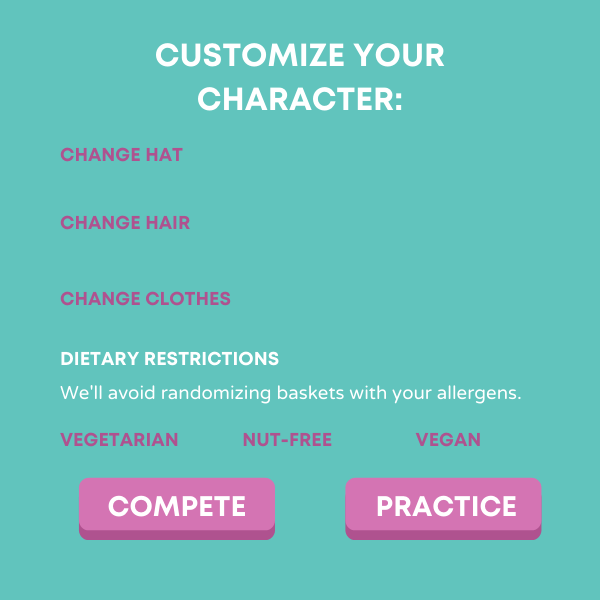 CUSTOMIZE YOUR
CHARACTER:
CHANGE HAT
CHANGE HAIR
CHANGE CLOTHES
DIETARY RESTRICTIONS
We'll avoid randomizing baskets with your allergens.
VEGETARIAN NUT-FREE VEGAN
COMPETE PRACTICE